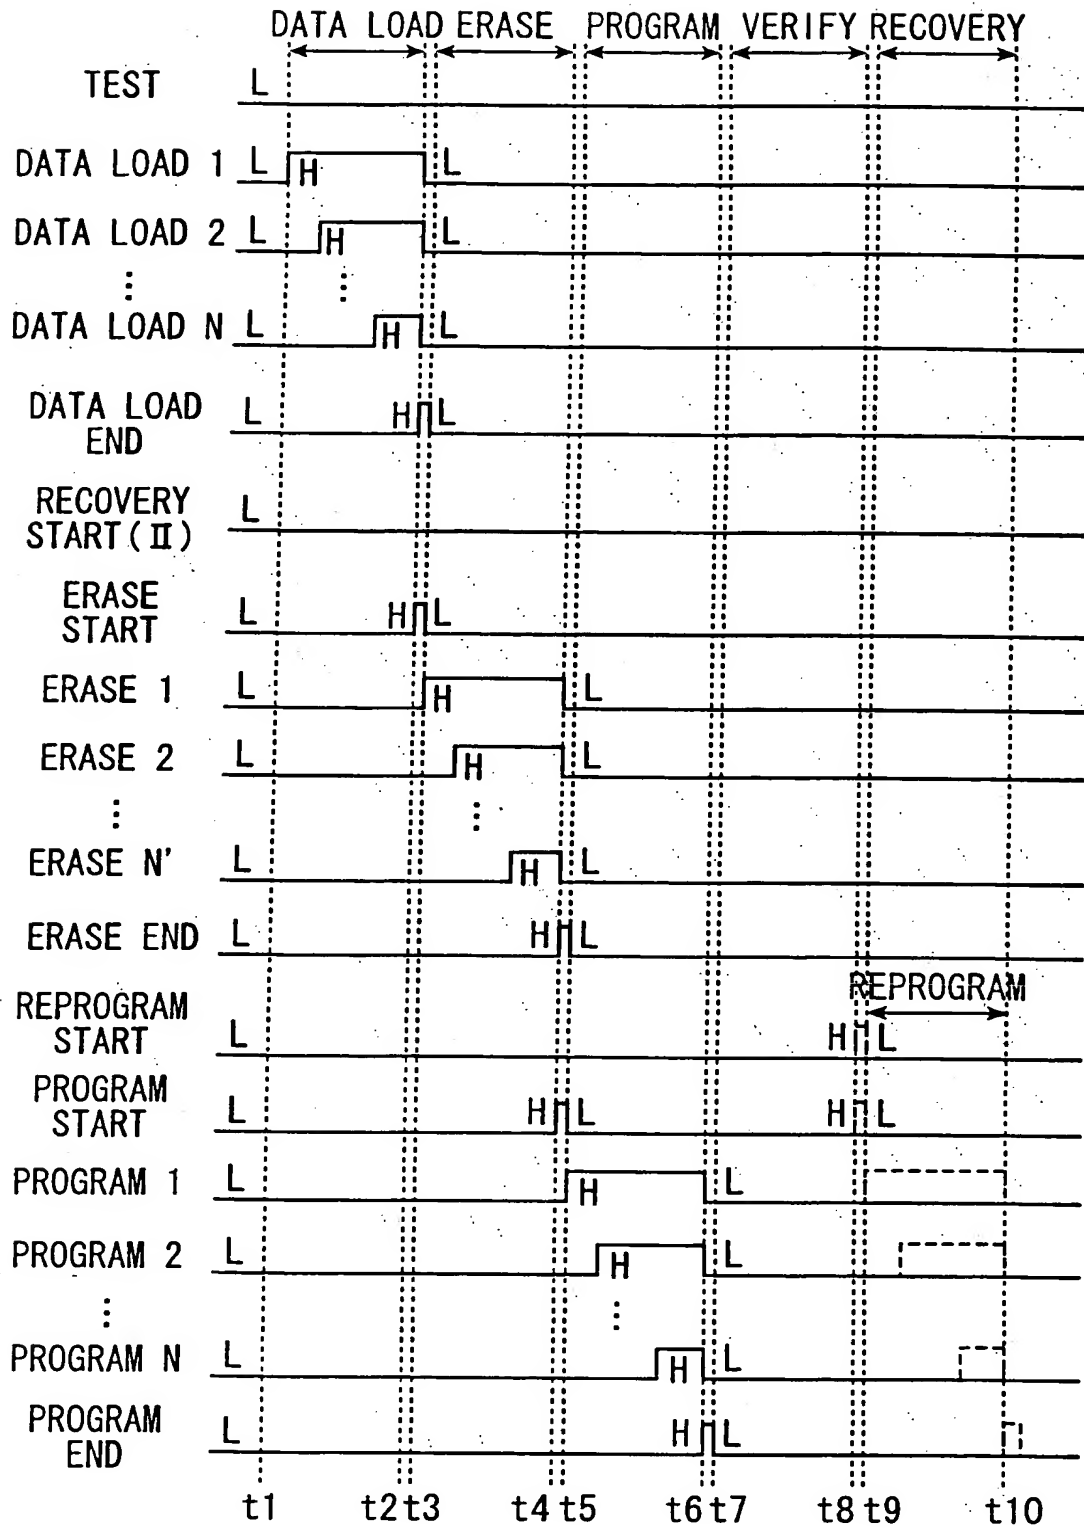 DATA LOAD ERASE PROGRAM VERIFY RECOVERY
TEST L
DATA LOAD 1 L H L
DATA LOAD 2 L H L
⋮ ⋮
DATA LOAD N L H L
DATA LOAD
END L H L
RECOVERY
START(Ⅱ) L
ERASE
START L H L
ERASE 1 L H L
ERASE 2 L H L
⋮ ⋮
ERASE N' L H L
ERASE END L H L
REPROGRAM
REPROGRAM
START L H L
PROGRAM
START L H L H L
PROGRAM 1 L H L
PROGRAM 2 L H L
⋮ ⋮
PROGRAM N L H L
PROGRAM
END L H L
t1 t2 t3 t4 t5 t6 t7 t8 t9 t10